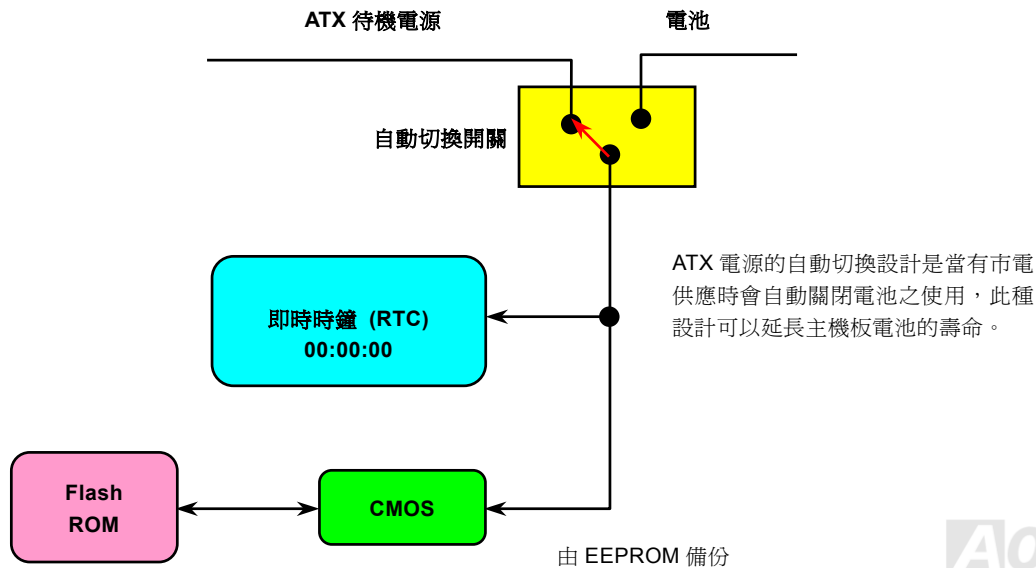 ATX 待機電源
電池
自動切換開關
ATX 電源的自動切換設計是當有市電
供應時會自動關閉電池之使用，此種
設計可以延長主機板電池的壽命。
即時時鐘 (RTC)
00:00:00
Flash
ROM
CMOS
由 EEPROM 備份